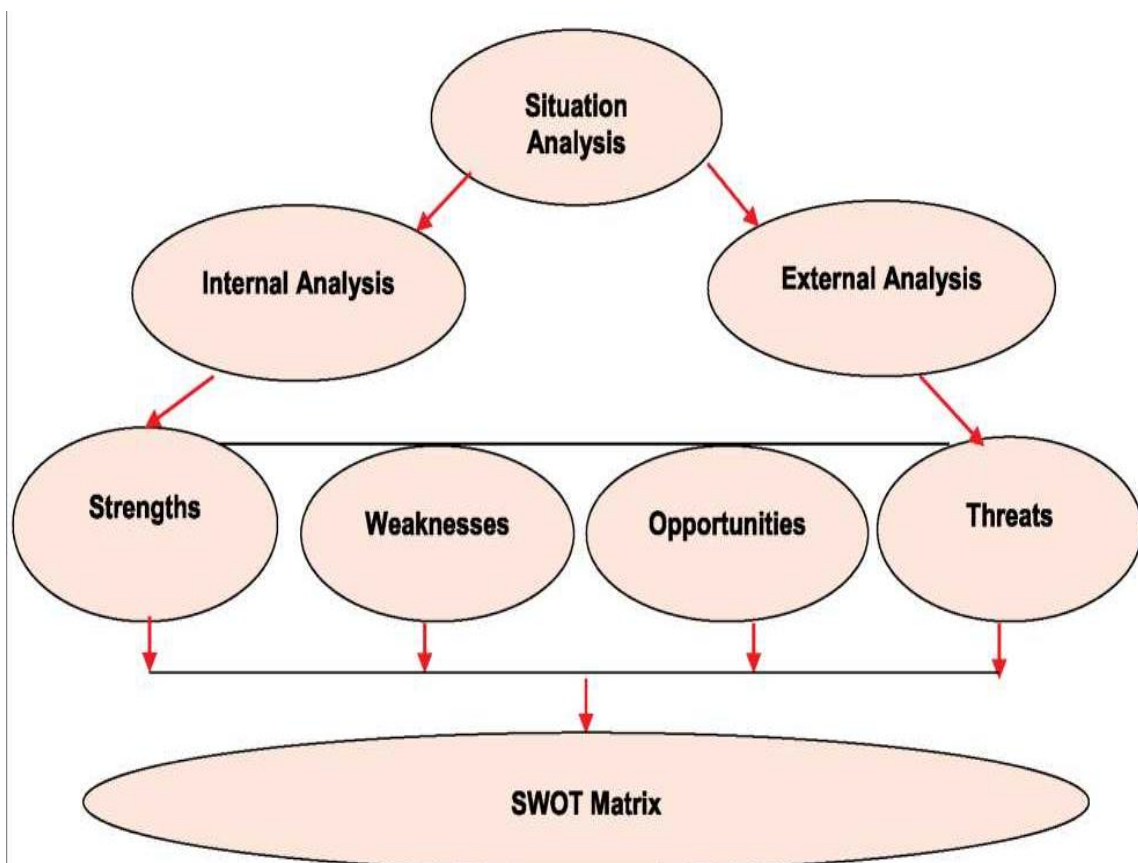 Situation
Analysis
Internal Analysis
External Analysis
Strengths
Weaknesses
Opportunities
Threats
SWOT Matrix